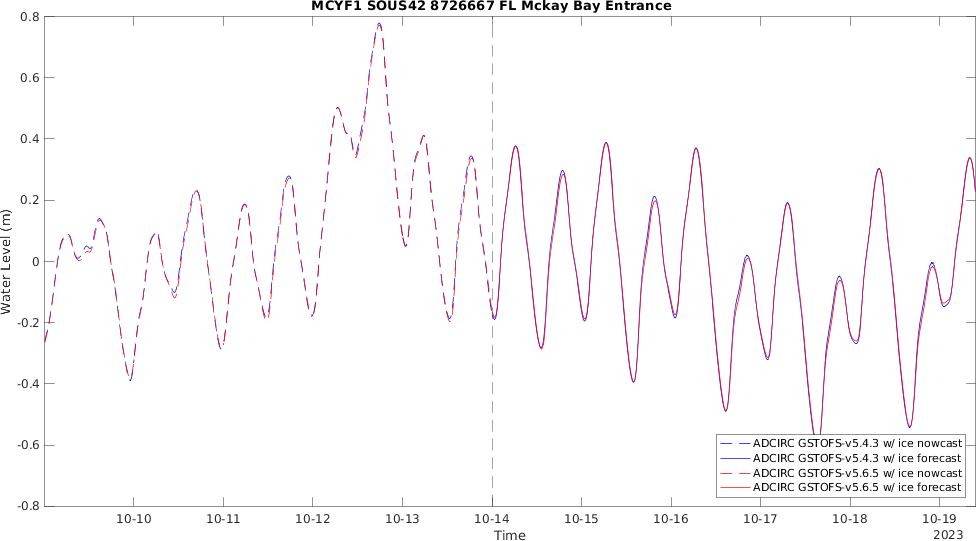 MCYF1 SOUS42 8726667 FL Mckay Bay Entrance
0.8
0.6
0.4
0.2
0
-0.2
-0.4
-0.6
-0.8
Water Level (m)
ADCIRC GSTOFS-v5.4.3 w/ ice nowcast
ADCIRC GSTOFS-v5.4.3 w/ ice forecast
ADCIRC GSTOFS-v5.6.5 w/ ice nowcast
ADCIRC GSTOFS-v5.6.5 w/ ice forecast
10-10 10-11 10-12 10-13 10-14 10-15 10-16 10-17 10-18 10-19
Time
2023